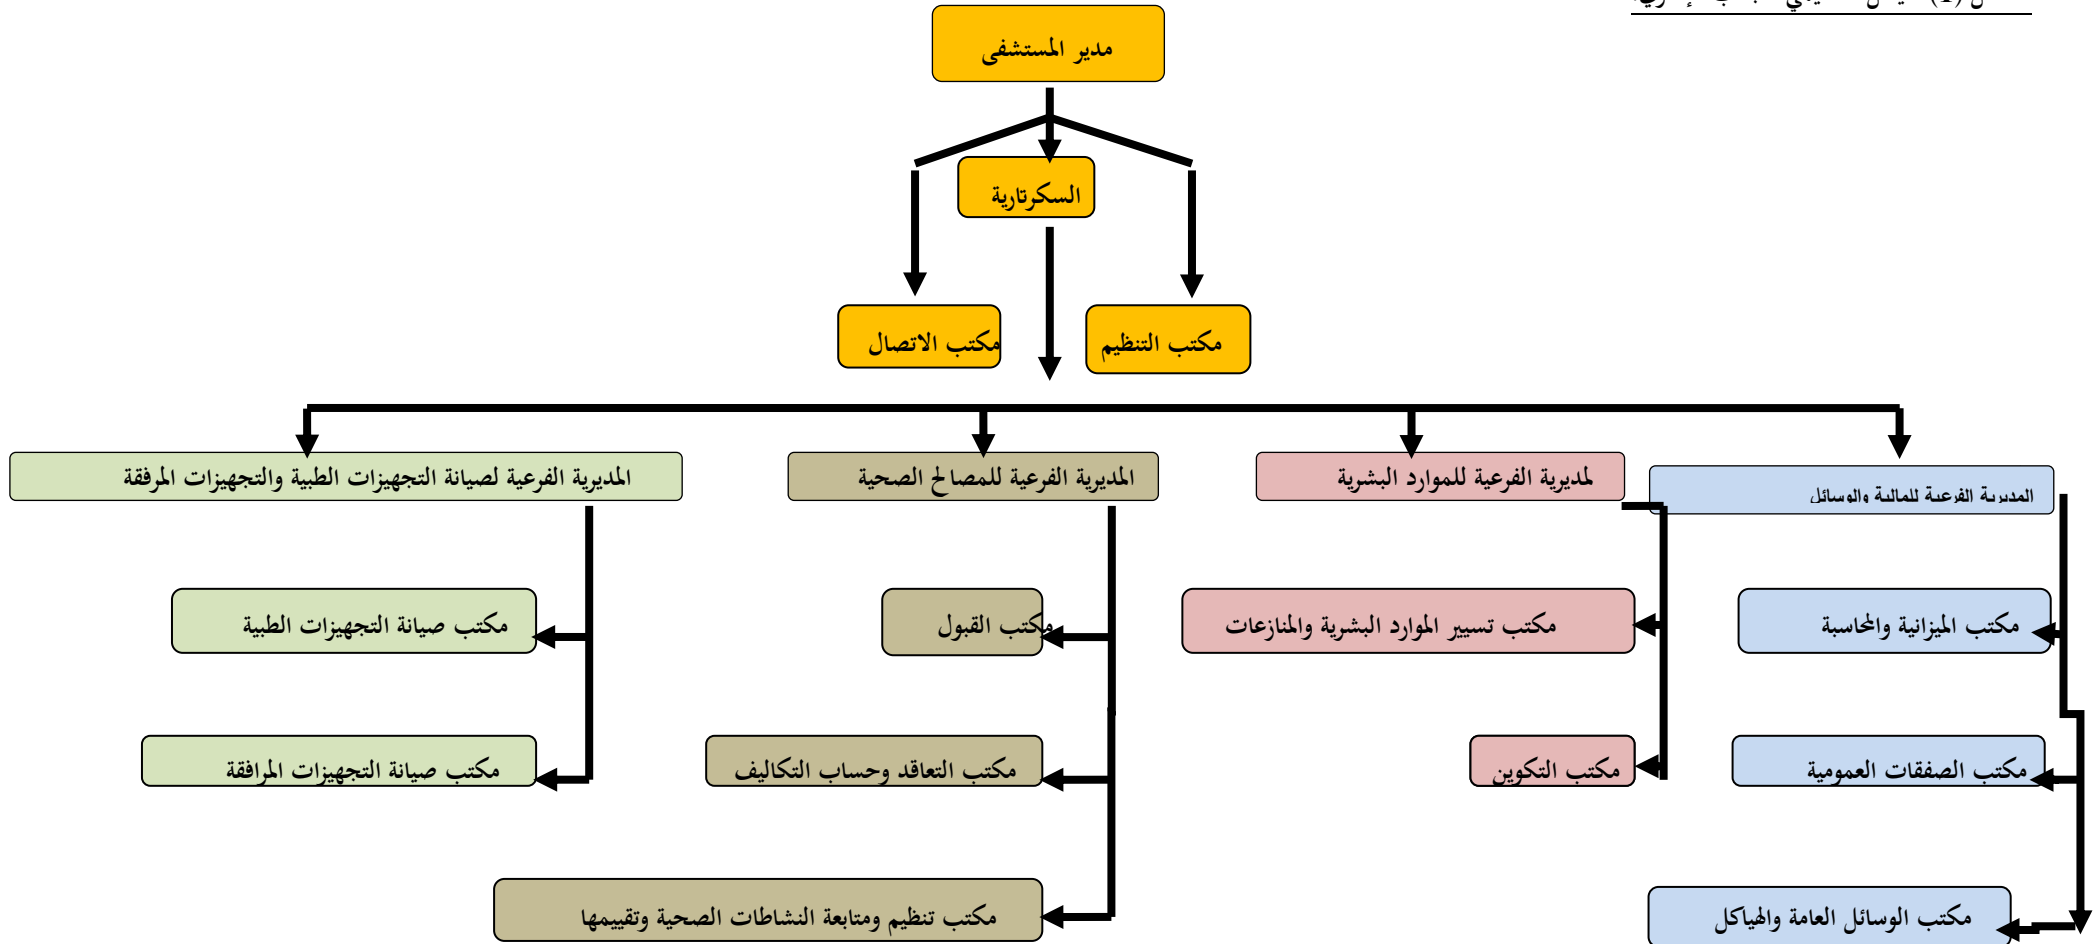 مدير المستشفى
السكرتارية
مكتب التنظيم
مكتب الاتصال
المديرية الفرعية للمالية والوسائل
لمديرية الفرعية للموارد البشرية
المديرية الفرعية للمصالح الصحية
المديرية الفرعية لصيانة التجهيزات الطبية والتجهيزات المرفقة
مكتب الميزانية والمحاسبة
مكتب تسيير الموارد البشرية والمنازعات
مكتب القبول
مكتب صيانة التجهيزات الطبية
مكتب الصفقات العمومية
مكتب التكوين
مكتب التعاقد وحساب التكاليف
مكتب صيانة التجهيزات المرافقة
مكتب الوسائل العامة والهياكل
مكتب تنظيم ومتابعة النشاطات الصحية وتقييمها